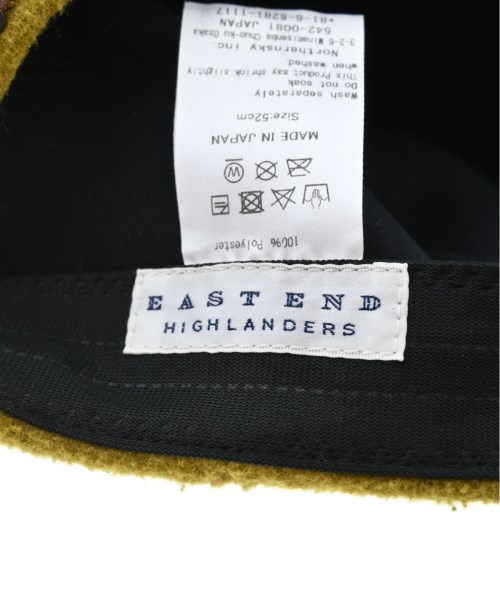 EAST END
HIGHLANDERS
100% Polyester
MADE IN JAPAN
Size:52cm
Wash separately
Do not soak
This Product may shrink slightly
when washed.
Northernsky Inc
3-2-6 Minamisemba Chuo-ku Osaka
542-0081 JAPAN
+81-6-6281-1117